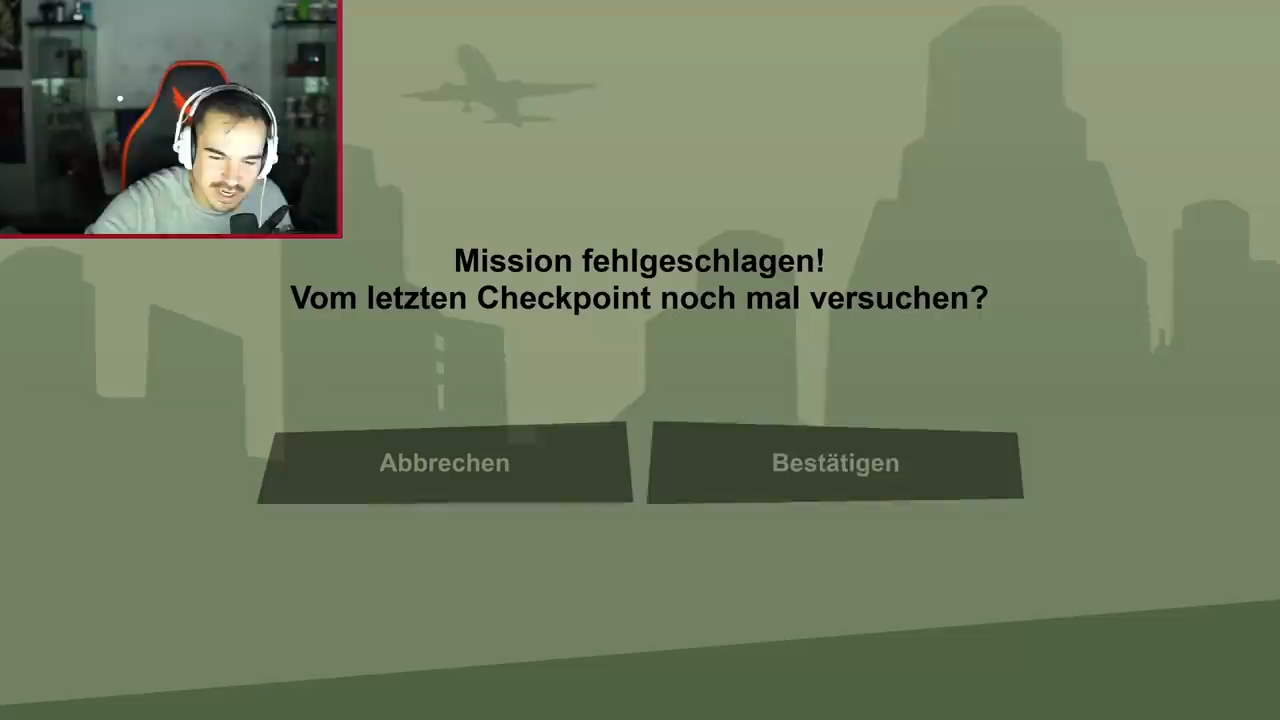 Mission fehlgeschlagen!
Vom letzten Checkpoint noch mal versuchen?
Abbrechen
Bestätigen